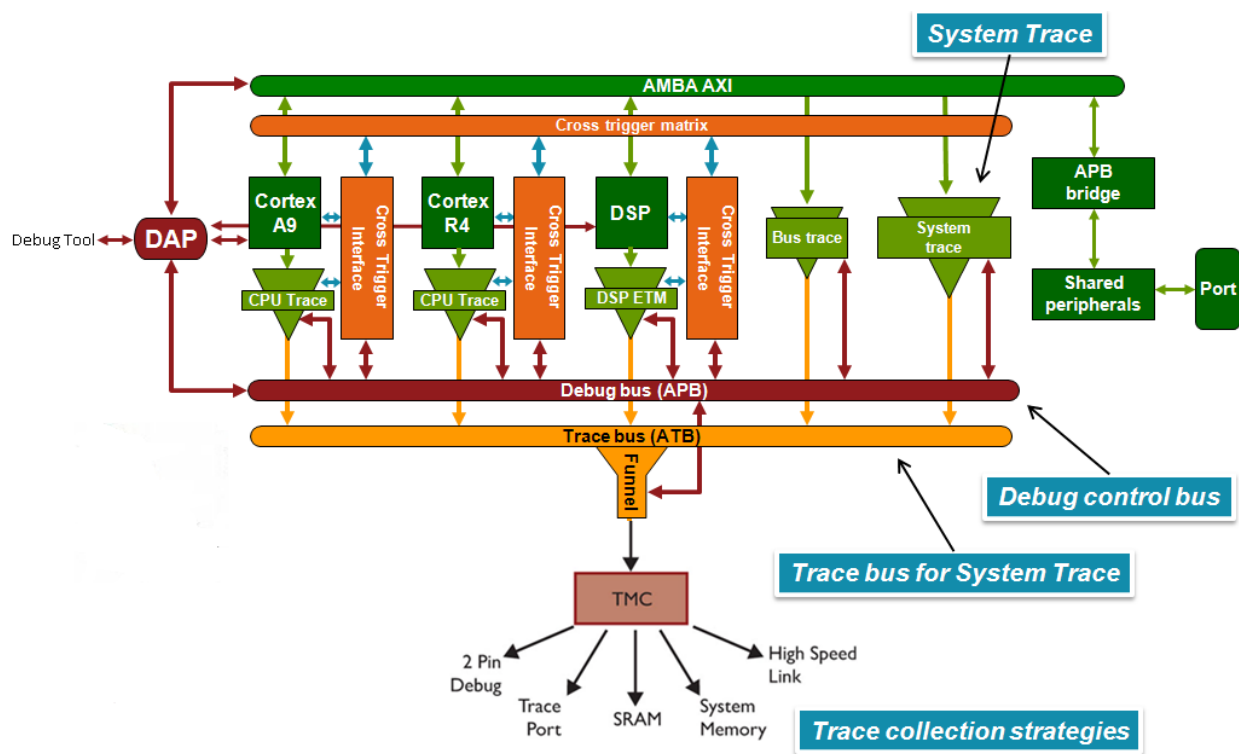 System Trace
AMBA AXI
Cross trigger matrix
Cortex
A9
Cross Trigger
Interface
Cortex
R4
Cross Trigger
Interface
DSP
Cross Trigger
Interface
APB
bridge
Debug Tool
DAP
Bus trace
System
trace
CPU Trace
CPU Trace
DSP ETM
Shared
peripherals
Port
Debug bus (APB)
Trace bus (ATB)
Funnel
Debug control bus
Trace bus for System Trace
TMC
2 Pin
Debug
Trace
Port
SRAM
System
Memory
High Speed
Link
Trace collection strategies